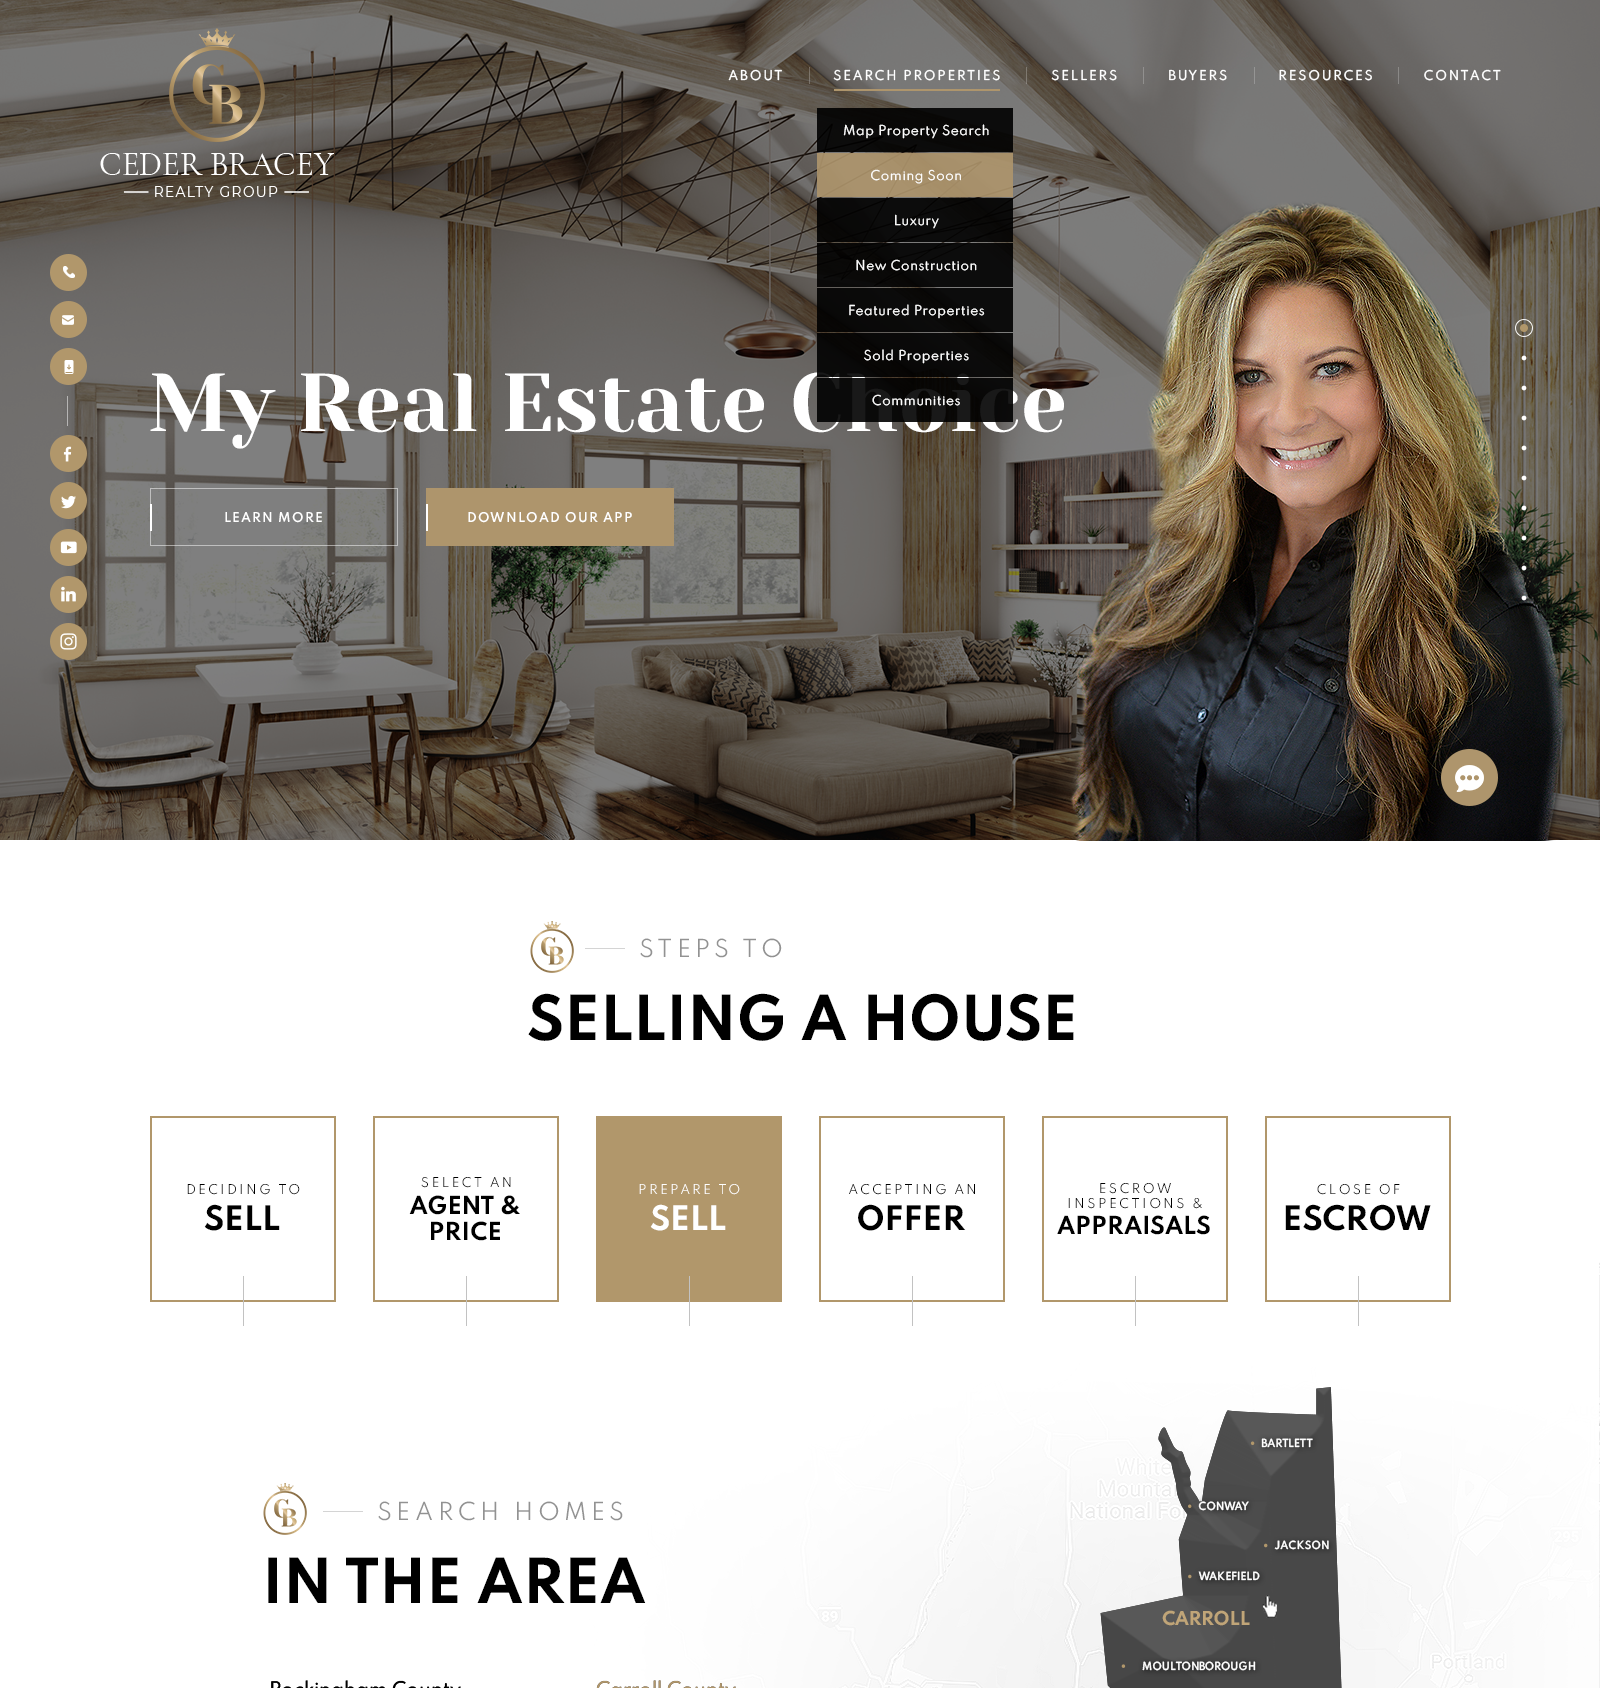 CB
CEDER BRACEY
REALTY GROUP
ABOUT
SEARCH PROPERTIES
SELLERS
BUYERS
RESOURCES
CONTACT
Map Property Search
Coming Soon
Luxury
New Construction
Featured Properties
Sold Properties
Communities
My Real Estate Choice
LEARN MORE
DOWNLOAD OUR APP
CB
STEPS TO
SELLING A HOUSE
DECIDING TO
SELL
SELECT AN
AGENT &
PRICE
PREPARE TO
SELL
ACCEPTING AN
OFFER
ESCROW
INSPECTIONS &
APPRAISALS
CLOSE OF
ESCROW
CB
SEARCH HOMES
IN THE AREA
Rockingham County
Carroll County
BARTLETT
White
Mounta
National Fo
CONWAY
JACKSON
WAKEFIELD
89
CARROLL
MOULTONBOROUGH
Portland